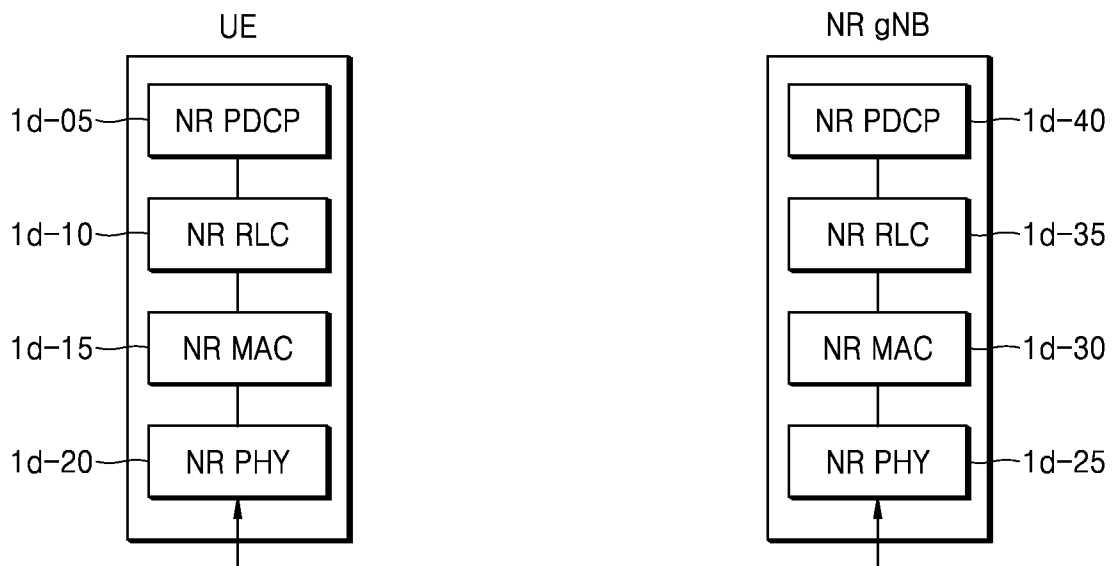 UE NR gNB
1d-05 NR PDCP NR PDCP 1d-40
1d-10 NR RLC NR RLC 1d-35
1d-15 NR MAC NR MAC 1d-30
1d-20 NR PHY NR PHY 1d-25